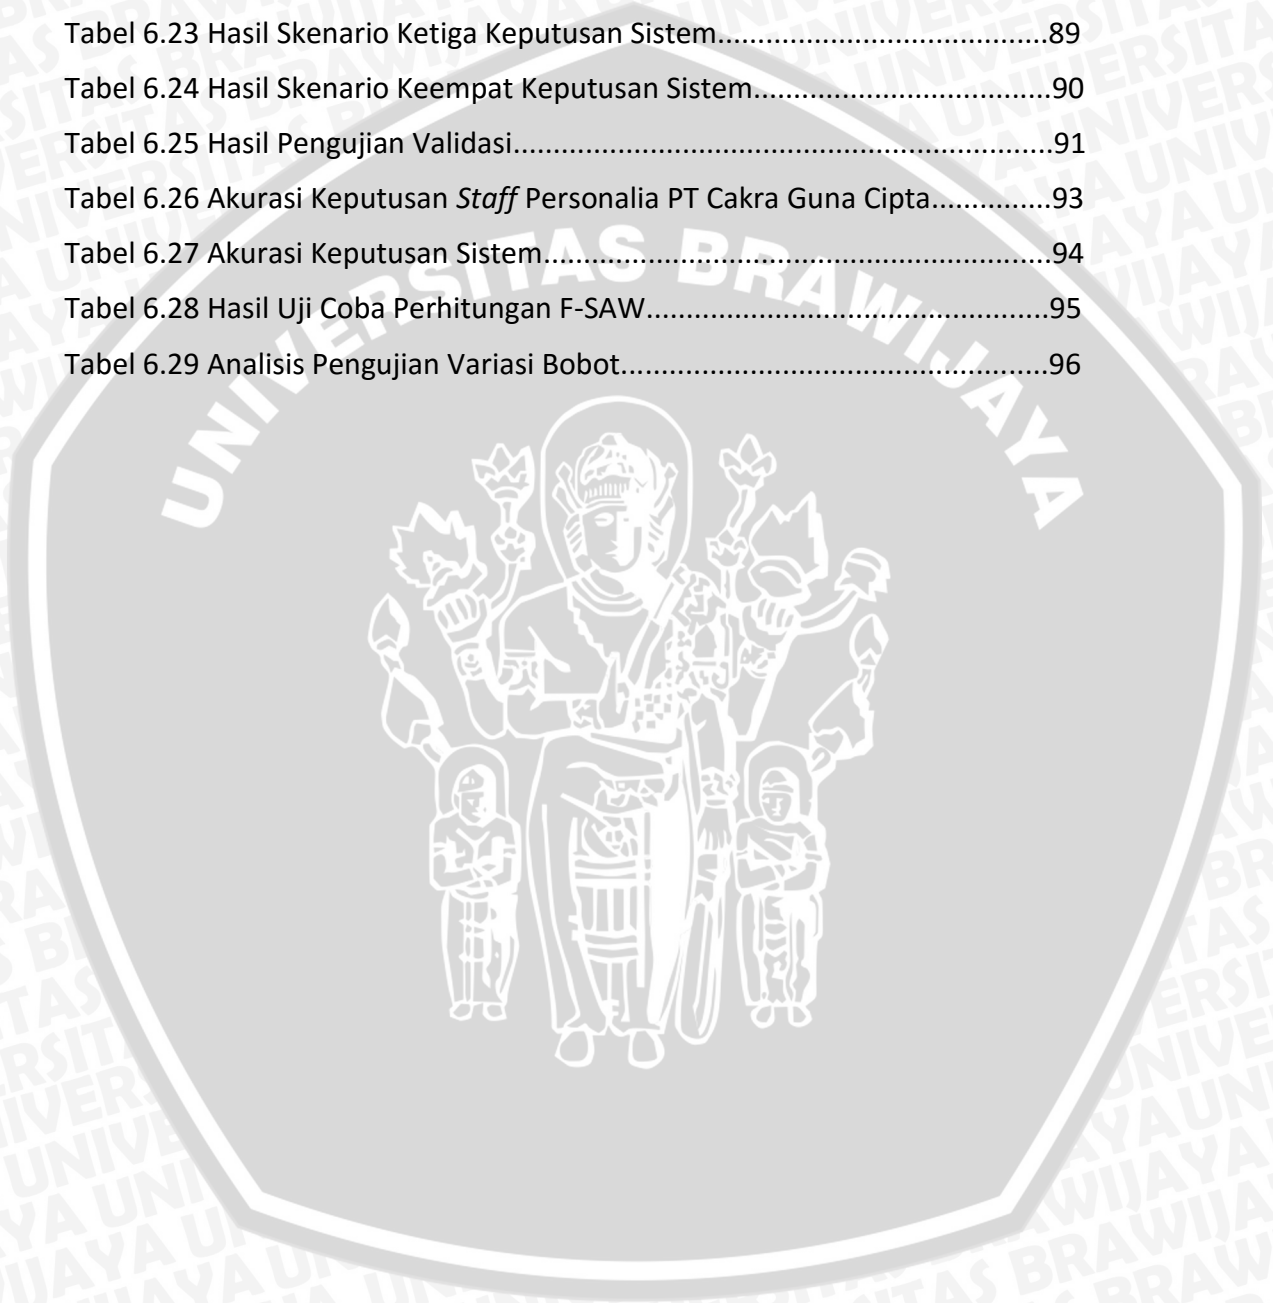 Tabel 6.23 Hasil Skenario Ketiga Keputusan Sistem.........................................89
Tabel 6.24 Hasil Skenario Keempat Keputusan Sistem.....................................90
Tabel 6.25 Hasil Pengujian Validasi...................................................................91
Tabel 6.26 Akurasi Keputusan Staff Personalia PT Cakra Guna Cipta...............93
Tabel 6.27 Akurasi Keputusan Sistem...............................................................94
Tabel 6.28 Hasil Uji Coba Perhitungan F-SAW..................................................95
Tabel 6.29 Analisis Pengujian Variasi Bobot.....................................................96
UNIVERSITAS BRAWIJAYA